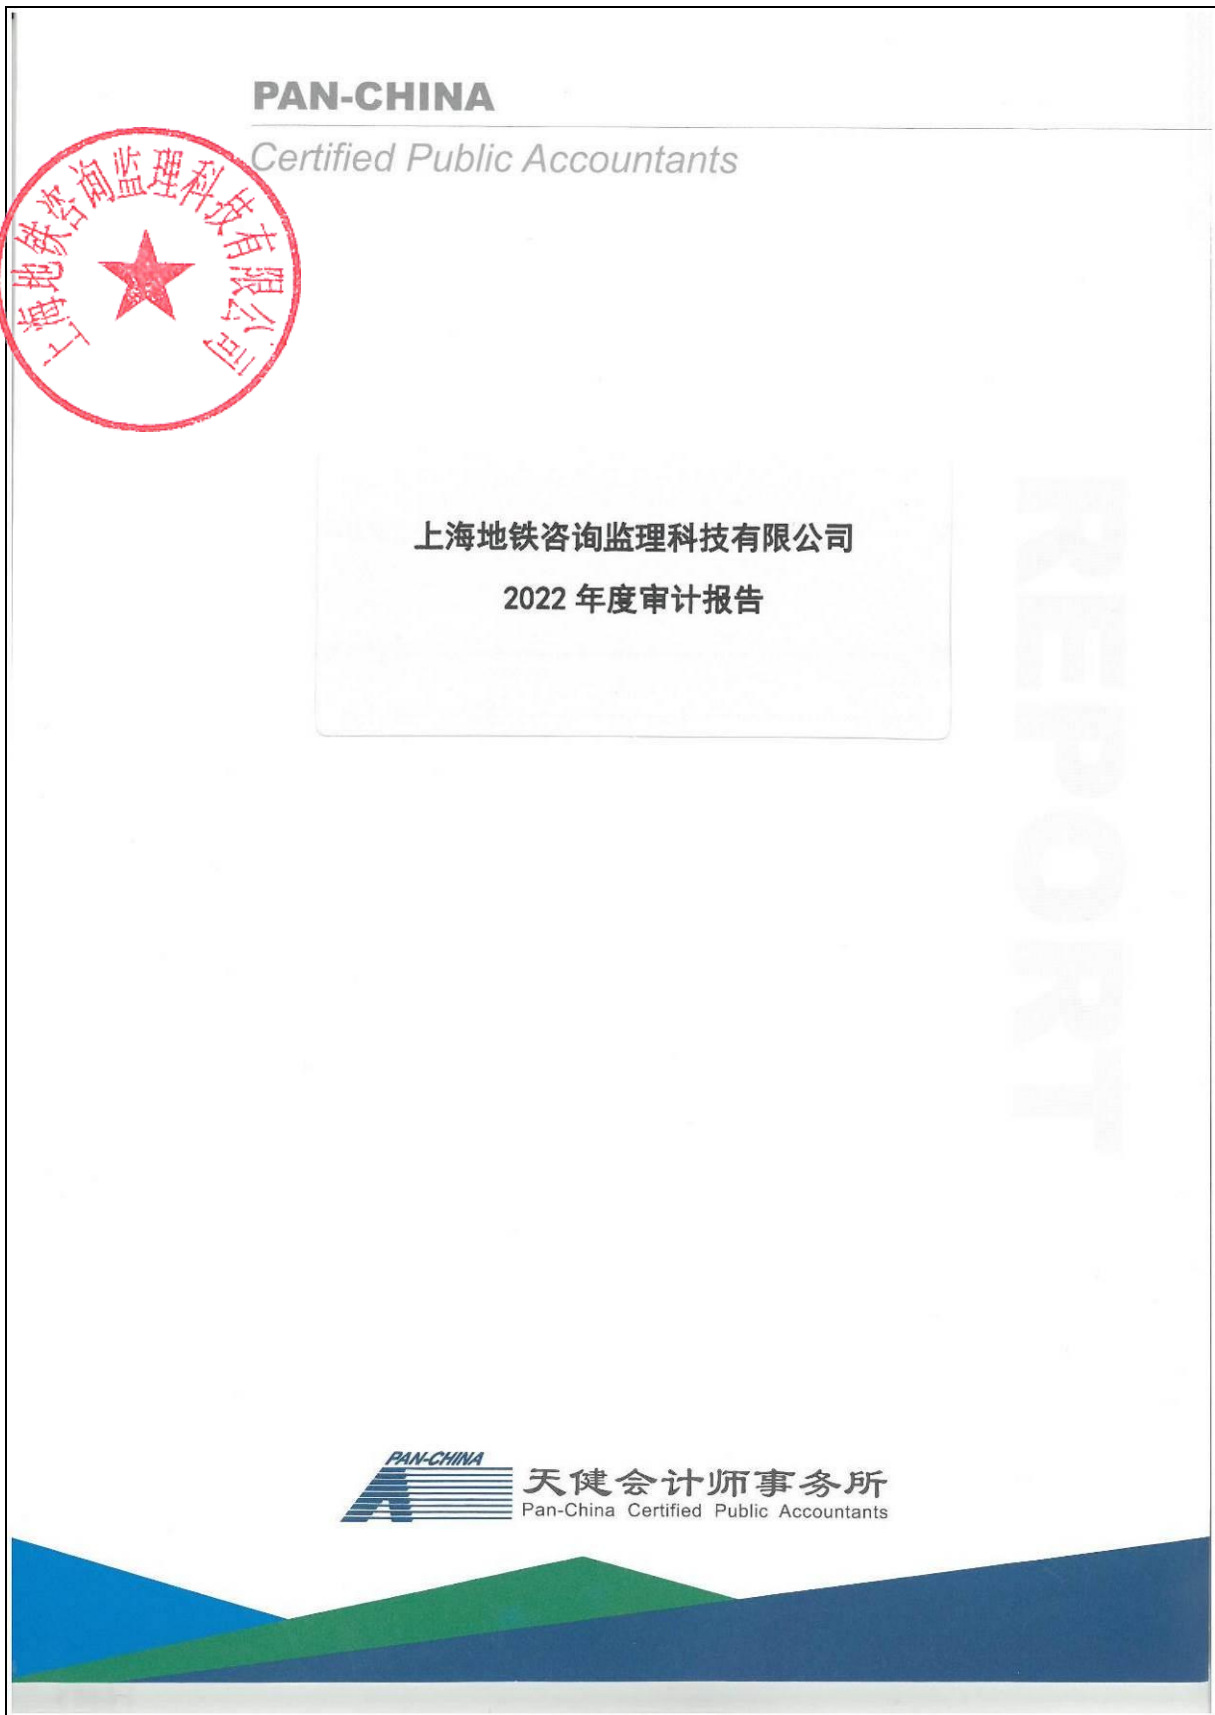 PAN-CHINA
Certified Public Accountants
上海地铁咨询监理科技有限公司
上海地铁咨询监理科技有限公司
2022 年度审计报告
REPORT
PAN-CHINA
天健会计师事务所
Pan-China Certified Public Accountants